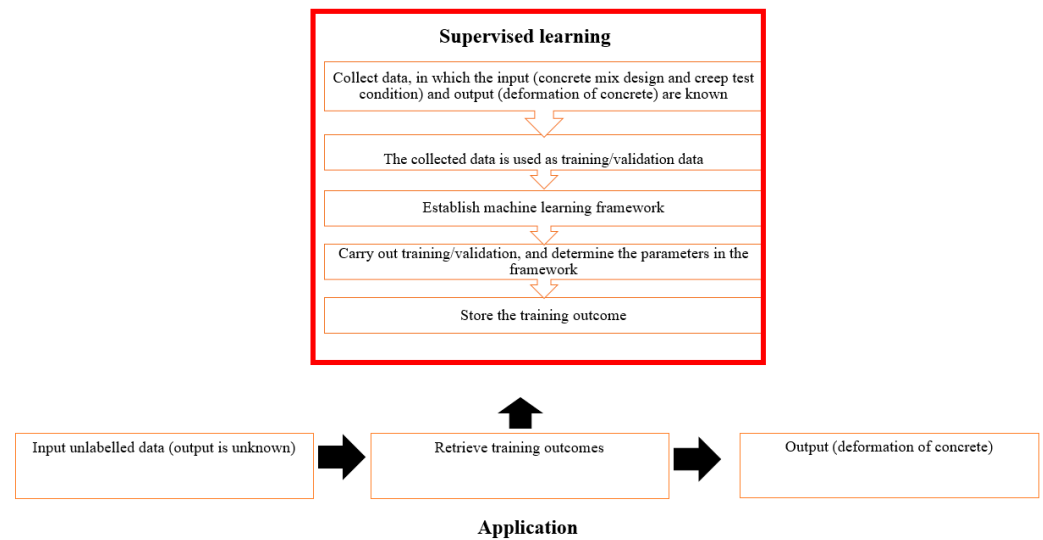 Supervised learning
Collect data, in which the input (concrete mix design and creep test
condition) and output (deformation of concrete) are known
The collected data is used as training/validation data
Establish machine learning framework
Carry out training/validation, and determine the parameters in the
framework
Store the training outcome
Input unlabelled data (output is unknown)
Retrieve training outcomes
Output (deformation of concrete)
Application